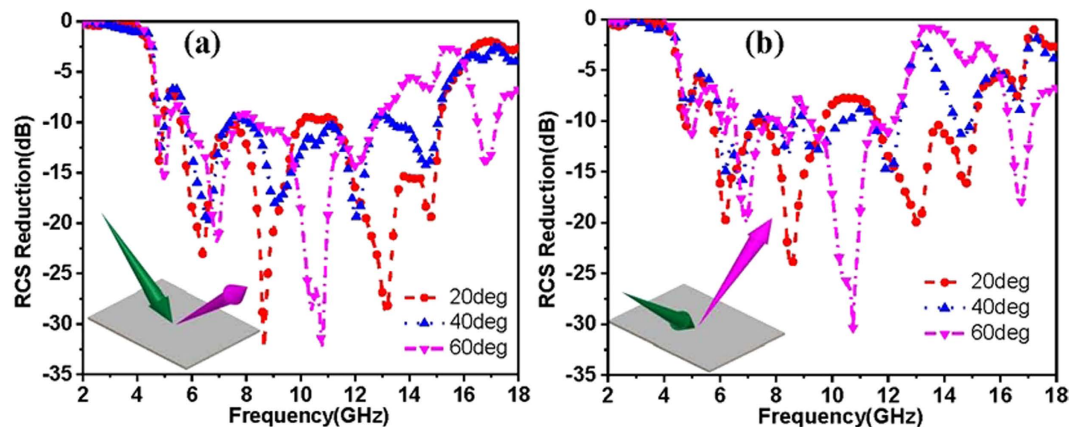 (a)
RCS Reduction(dB)
0
-5
-10
-15
-20
-25
-30
-35
20deg
40deg
60deg
2 4 6 8 10 12 14 16 18
Frequency(GHz)
(b)
RCS Reduction(dB)
0
-5
-10
-15
-20
-25
-30
-35
20deg
40deg
60deg
2 4 6 8 10 12 14 16 18
Frequency(GHz)